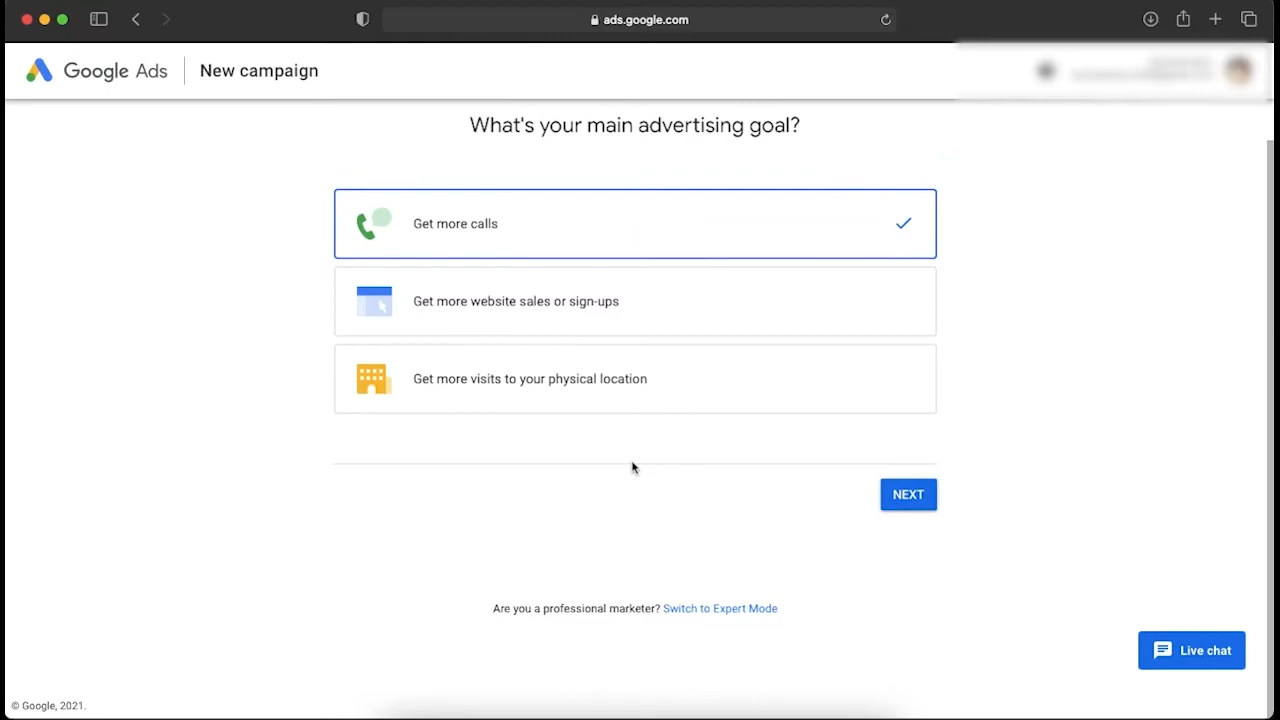 ads.google.com
Google Ads
New campaign
What's your main advertising goal?
Get more calls
Get more website sales or sign-ups
Get more visits to your physical location
NEXT
Are you a professional marketer? Switch to Expert Mode
Live chat
© Google, 2021.